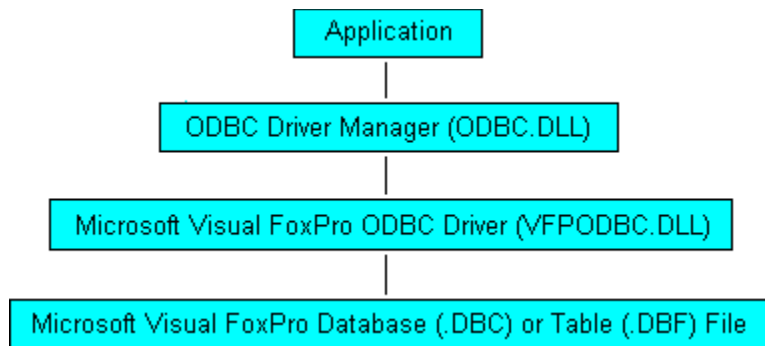 Application
ODBC Driver Manager (ODBC.DLL)
Microsoft Visual FoxPro ODBC Driver (VFPODBC.DLL)
Microsoft Visual FoxPro Database (.DBC) or Table (.DBF) File